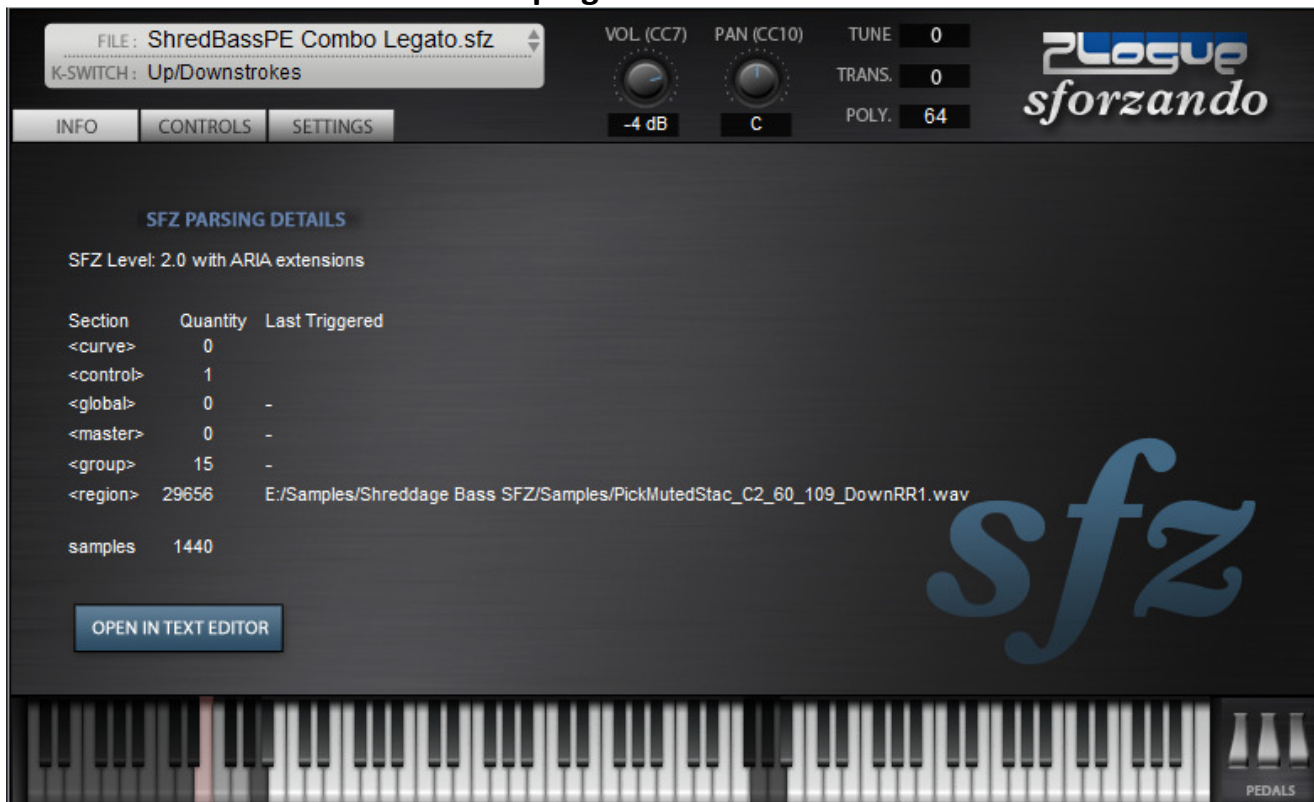 FILE: ShredBassPE Combo Legato.sfz
K-SWITCH: Up/Downstrokes
VOL. (CC7) PAN (CC10)
-4 dB C
TUNE 0
TRANS. 0
POLY. 64
PLogue
sforzando
INFO CONTROLS SETTINGS
SFZ PARSING DETAILS
SFZ Level: 2.0 with ARIA extensions
Section Quantity Last Triggered
<curve> 0
<control> 1
<global> 0 -
<master> 0 -
<group> 15 -
<region> 29656 E:/Samples/Shreddage Bass SFZ/Samples/PickMutedStac_C2_60_109_DownRR1.wav
samples 1440
sfz
OPEN IN TEXT EDITOR
PEDALS